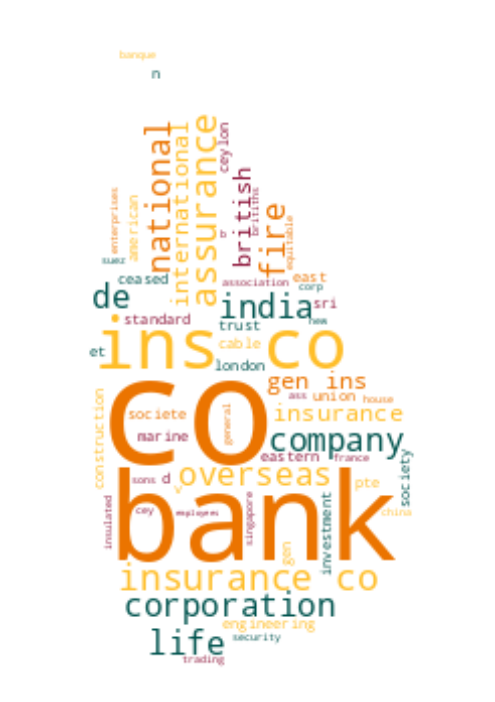 banque
n
national
international
assurance
ceylon
british
britiths
fire
equitable
enterprises
american
br
suez
ceased
association
east
corp
de
india
sri
standard
trust
new
ins co
et
cable
london
co
gen ins
construction
ass
union
house
societe
general
insurance
marine
company
eastern
france
society
sons
d
overseas
v
pte
bank
insulated
cey
employees
singapore
gen
investment
china
insurance co
corporation
engineering
life
security
trading